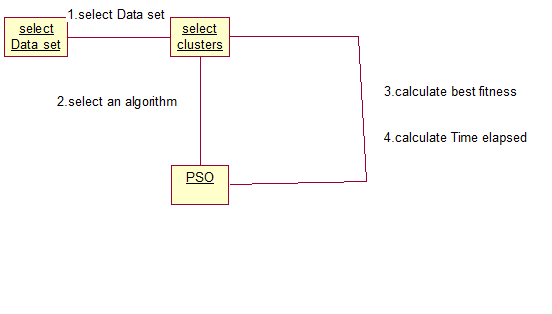 1.select Data set
select
Data set
select
clusters
2.select an algorithm
3.calculate best fitness
4.calculate Time elapsed
PSO